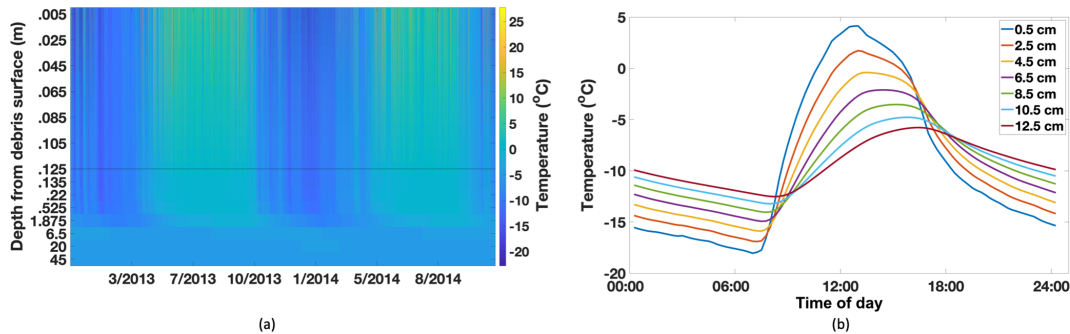 Depth from debris surface (m)
.005
.025
.045
.065
.085
.105
.125
.135
.22
.525
1.875
6.5
20
45
3/2013 7/2013 10/2013 1/2014 5/2014 8/2014
25
20
15
10
5
0
-5
-10
-15
-20
Temperature (°C)
(a)
Temperature (°C)
5
0
-5
-10
-15
-20
0.5 cm
2.5 cm
4.5 cm
6.5 cm
8.5 cm
10.5 cm
12.5 cm
00:00 06:00 12:00 18:00 24:00
Time of day
(b)